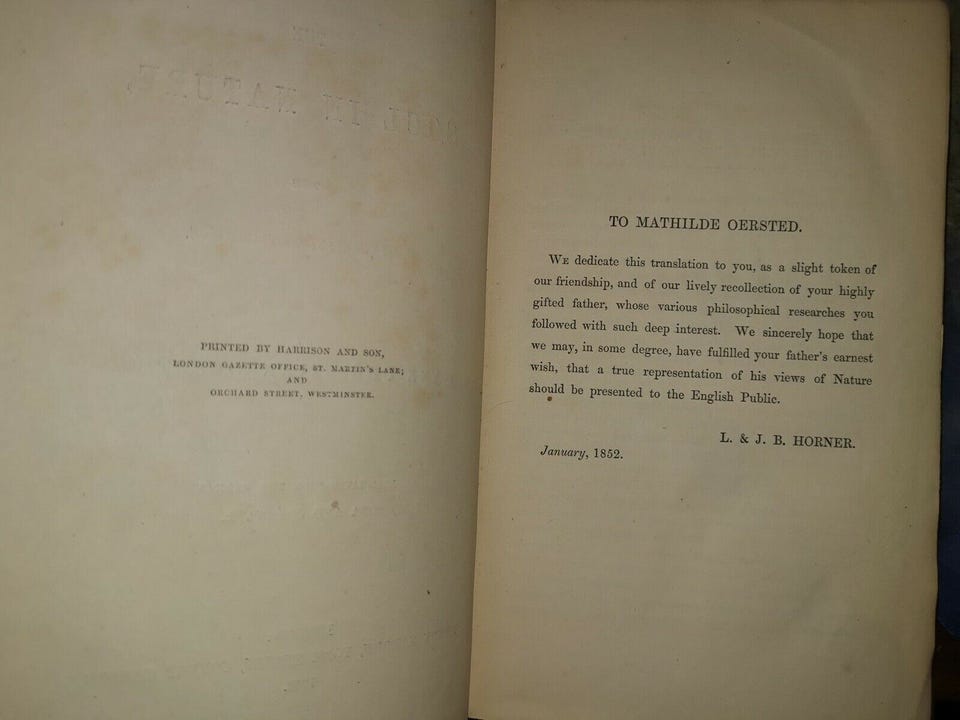 PRINTED BY HARRISON AND SON,
LONDON GAZETTE OFFICE, ST. MARTIN'S LANE;
AND
ORCHARD STREET, WESTMINSTER.
TO MATHILDE OERSTED.
WE dedicate this translation to you, as a slight token of
our friendship, and of our lively recollection of your highly
gifted father, whose various philosophical researches you
followed with such deep interest. We sincerely hope that
we may, in some degree, have fulfilled your father's earnest
wish, that a true representation of his views of Nature
should be presented to the English Public.
L. & J. B. HORNER.
January, 1852.